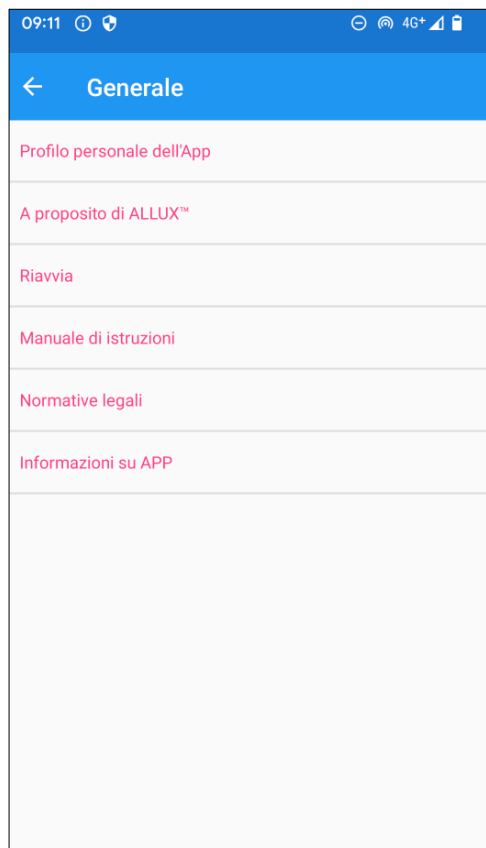 09:11 4G+
Generale
Profilo personale dell'App
A proposito di ALLUX™
Riavvia
Manuale di istruzioni
Normative legali
Informazioni su APP